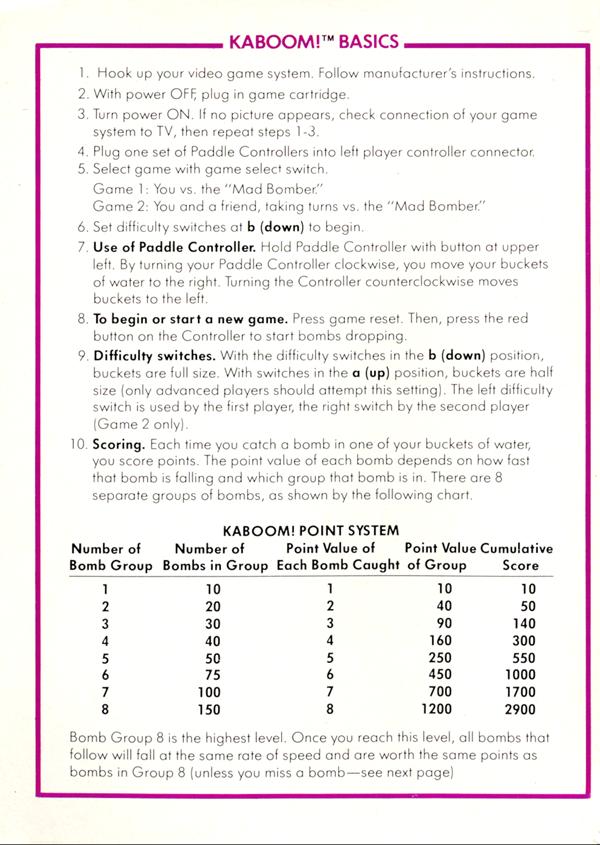 KABOOM!™ BASICS
1. Hook up your video game system. Follow manufacturer's instructions.
2. With power OFF, plug in game cartridge.
3. Turn power ON. If no picture appears, check connection of your game
system to TV, then repeat steps 1-3.
4. Plug one set of Paddle Controllers into left player controller connector.
5. Select game with game select switch.
Game 1: You vs. the "Mad Bomber."
Game 2: You and a friend, taking turns vs. the "Mad Bomber."
6. Set difficulty switches at b (down) to begin.
7. Use of Paddle Controller. Hold Paddle Controller with button at upper
left. By turning your Paddle Controller clockwise, you move your buckets
of water to the right. Turning the Controller counterclockwise moves
buckets to the left.
8. To begin or start a new game. Press game reset. Then, press the red
button on the Controller to start bombs dropping.
9. Difficulty switches. With the difficulty switches in the b (down) position,
buckets are full size. With switches in the a (up) position, buckets are half
size (only advanced players should attempt this setting). The left difficulty
switch is used by the first player, the right switch by the second player
(Game 2 only).
10. Scoring. Each time you catch a bomb in one of your buckets of water,
you score points. The point value of each bomb depends on how fast
that bomb is falling and which group that bomb is in. There are 8
separate groups of bombs, as shown by the following chart.
KABOOM! POINT SYSTEM
Number of Number of Point Value of Point Value Cumulative
Bomb Group Bombs in Group Each Bomb Caught of Group Score
1 10 1 10 10
2 20 2 40 50
3 30 3 90 140
4 40 4 160 300
5 50 5 250 550
6 75 6 450 1000
7 100 7 700 1700
8 150 8 1200 2900
Bomb Group 8 is the highest level. Once you reach this level, all bombs that
follow will fall at the same rate of speed and are worth the same points as
bombs in Group 8 (unless you miss a bomb—see next page)